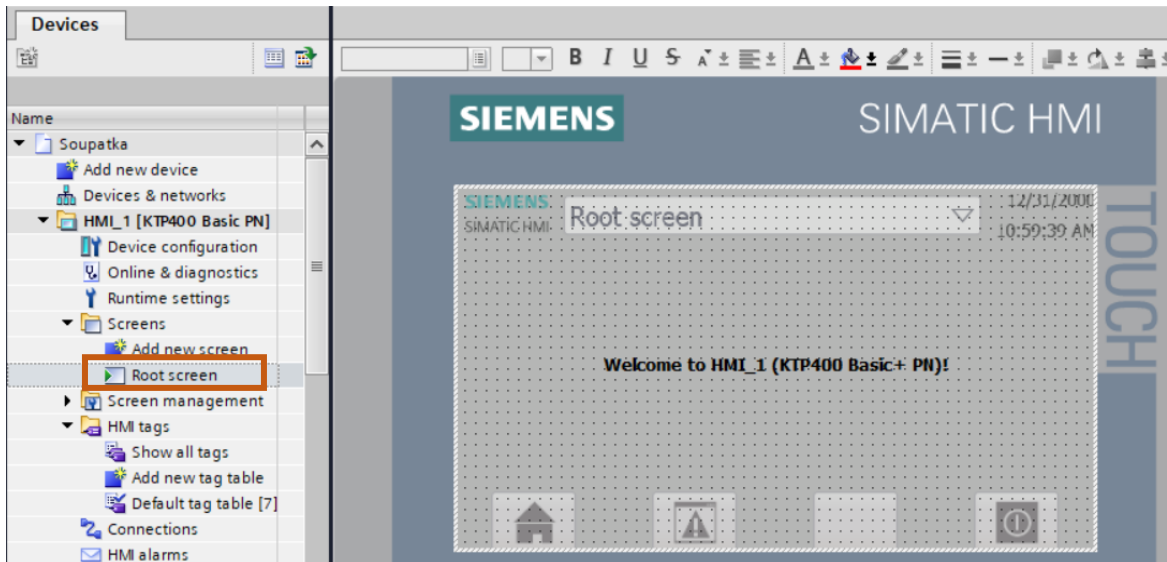 Devices
B I U S A A
Name
Soupatka
Add new device
Devices & networks
HMI_1 [KTP400 Basic PN]
Device configuration
Online & diagnostics
Runtime settings
Screens
Add new screen
Root screen
Screen management
HMI tags
Show all tags
Add new tag table
Default tag table [7]
Connections
HMI alarms
SIEMENS
SIMATIC HMI
SIEMENS
SIMATIC HMI
Root screen
12/31/2000
10:59:39 AM
TOUCH
Welcome to HMI_1 (KTP400 Basic+ PN)!